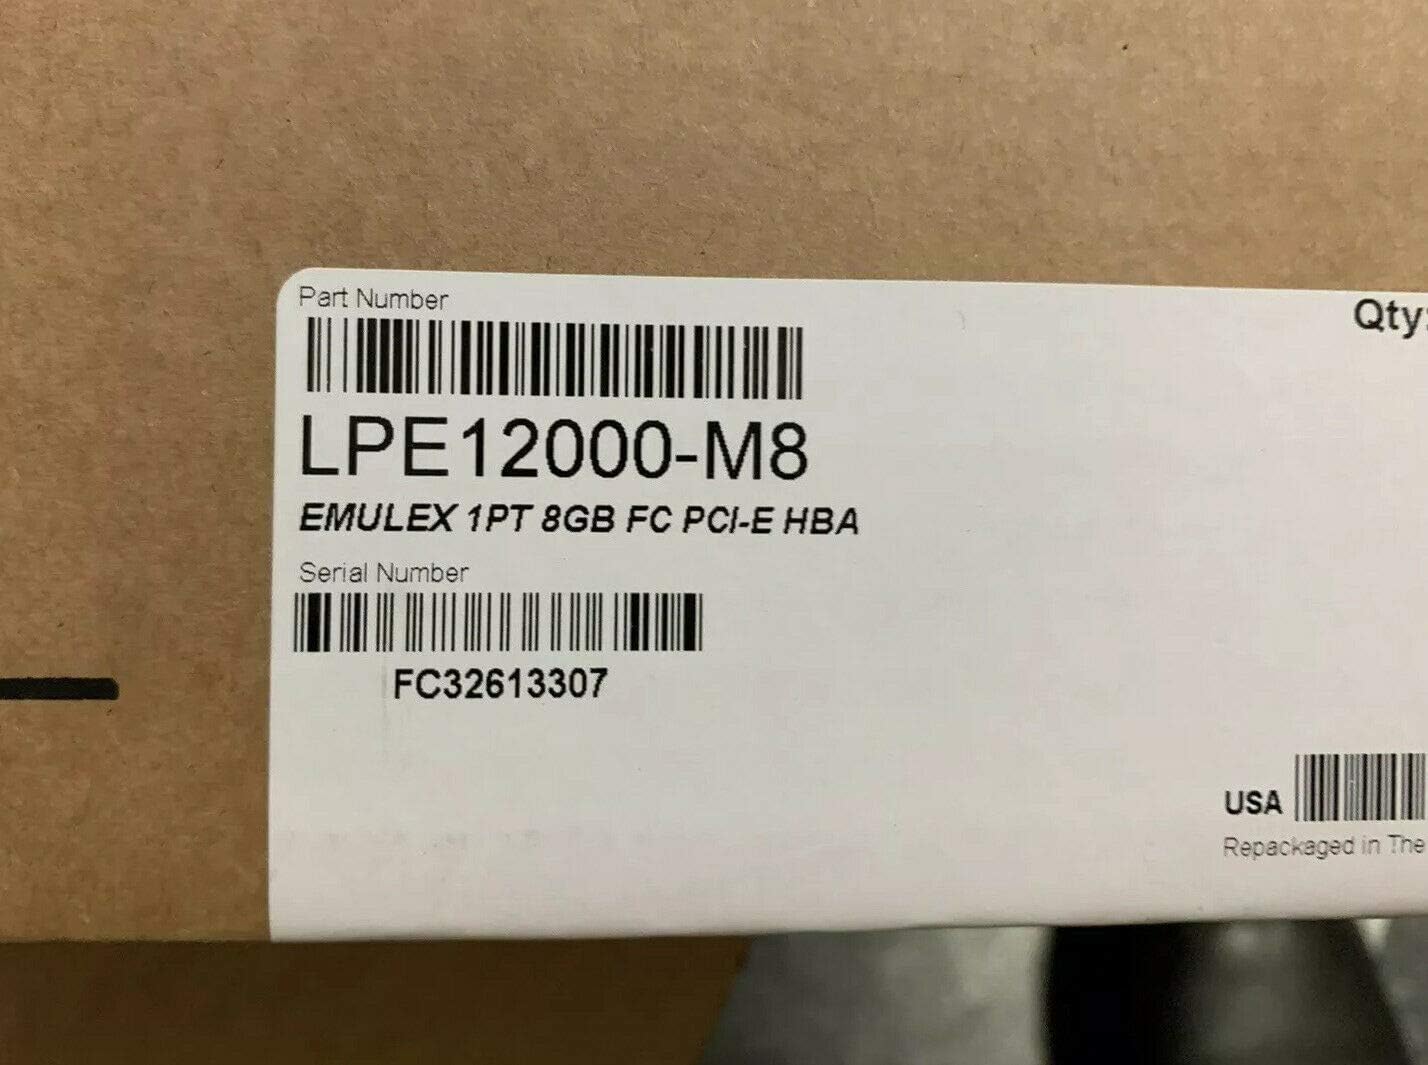 Part Number
Qty:
LPE12000-M8
EMULEX 1PT 8GB FC PCI-E HBA
Serial Number
FC32613307
USA
Repackaged in The